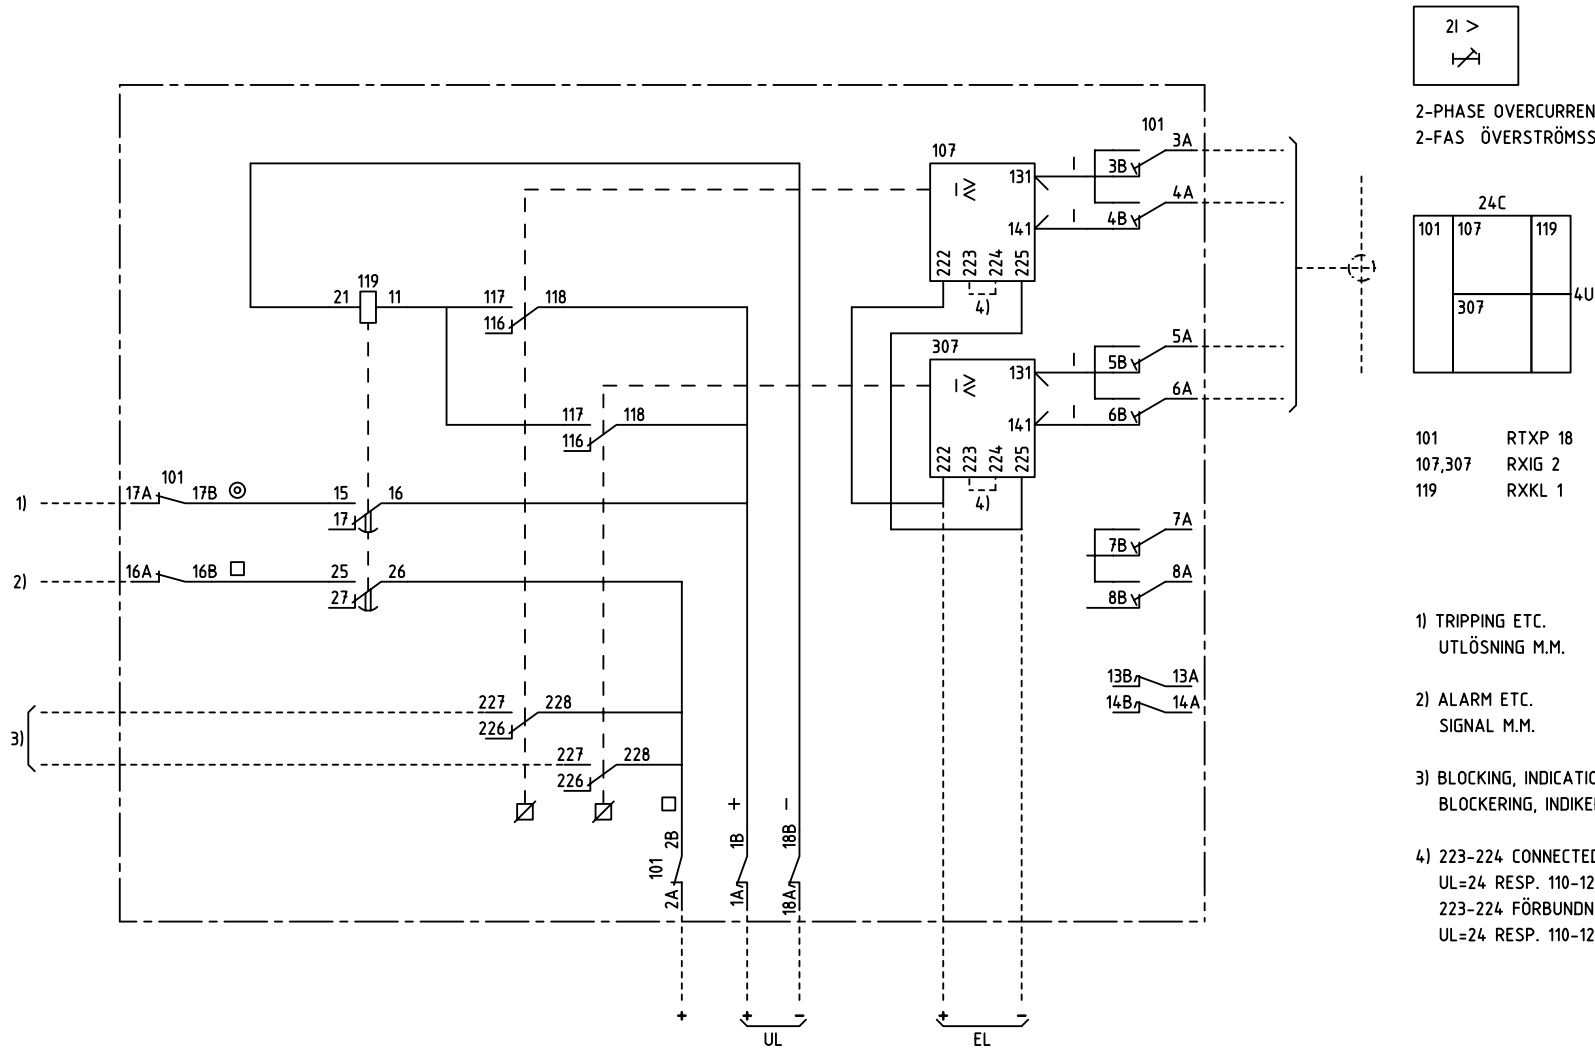 2I >
2-PHASE OVERCURREN
2-FAS ÖVERSTRÖMSS
24C
101 107 119
307
4U
101 RTXP 18
107,307 RXIG 2
119 RXKL 1
1) TRIPPING ETC.
UTLÖSNING M.M.
2) ALARM ETC.
SIGNAL M.M.
3) BLOCKING, INDICATIO
BLOCKERING, INDIKE
4) 223-224 CONNECTED
UL=24 RESP. 110-12
223-224 FÖRBUNDN
UL=24 RESP. 110-12
101
107
131
I ≥
141
222 223 224 225
4)
I
3B
3A
I
4B
4A
307
131
I ≥
141
222 223 224 225
4)
I
5B
5A
I
6B
6A
7A
7B
8A
8B
13B 13A
14B 14A
119
21 11
117 118
116
117 118
116
1)
17A 101 17B
15 16
17
2)
16A 16B
25 26
27
3)
227 228
226
227 228
226
+ −
2B 1B 18B
101
2A 1A 18A
+ + − + −
UL EL